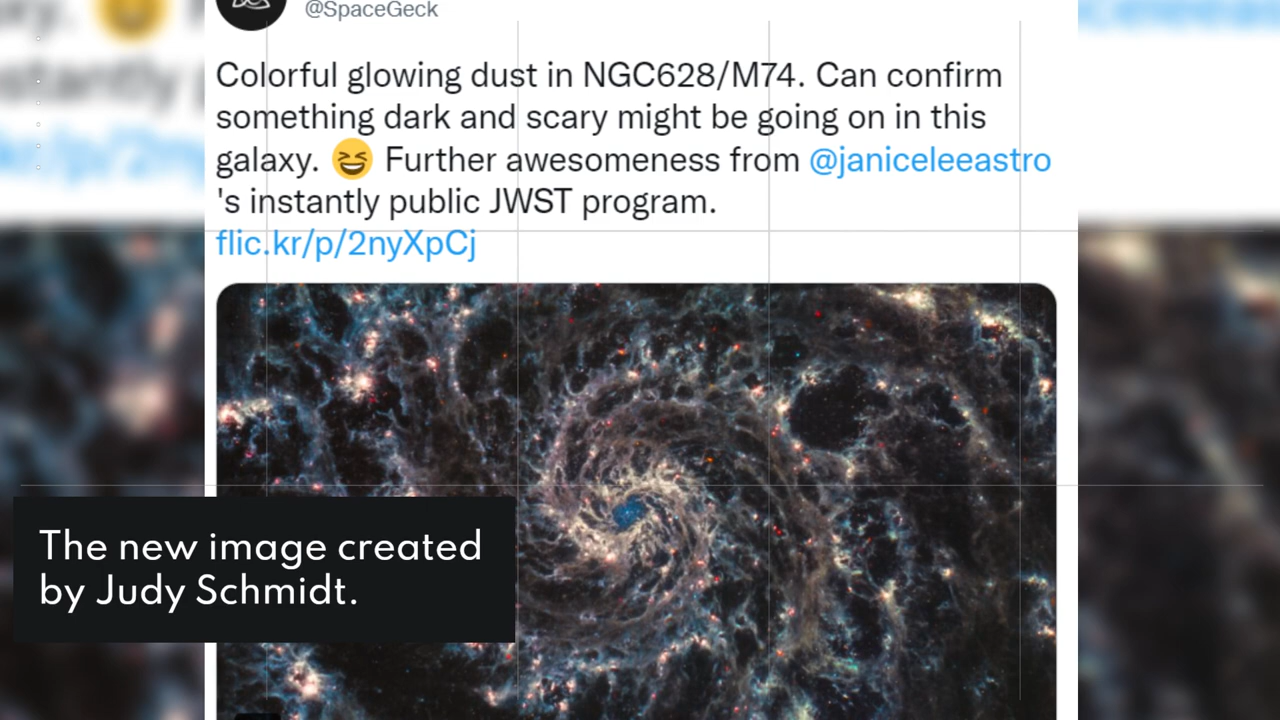 @SpaceGeck
Colorful glowing dust in NGC628/M74. Can confirm
something dark and scary might be going on in this
galaxy. 😆 Further awesomeness from @janiceleeastro
's instantly public JWST program.
flic.kr/p/2nyXpCj
The new image created
by Judy Schmidt.